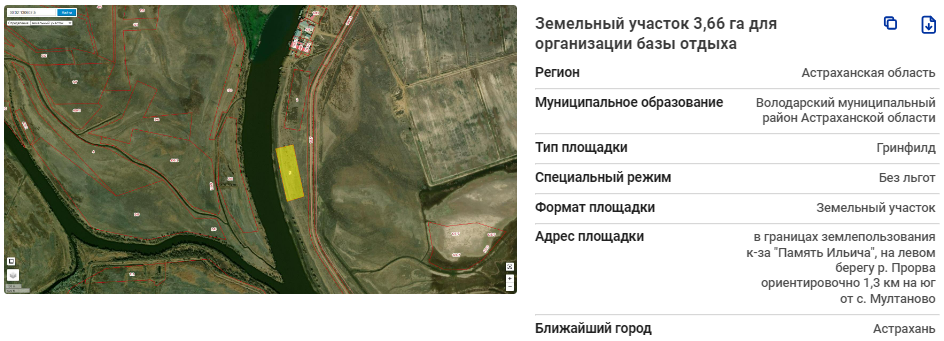 Найти
Земельный участок 3,66 га для
организации базы отдыха
Регион
Астраханская область
Муниципальное образование
Володарский муниципальный
район Астраханской области
Тип площадки
Гринфилд
Специальный режим
Без льгот
Формат площадки
Земельный участок
Адрес площадки
в границах землепользования
к-за "Память Ильича", на левом
берегу р. Прорва
ориентировочно 1,3 км на юг
от с. Мултаново
Ближайший город
Астрахань